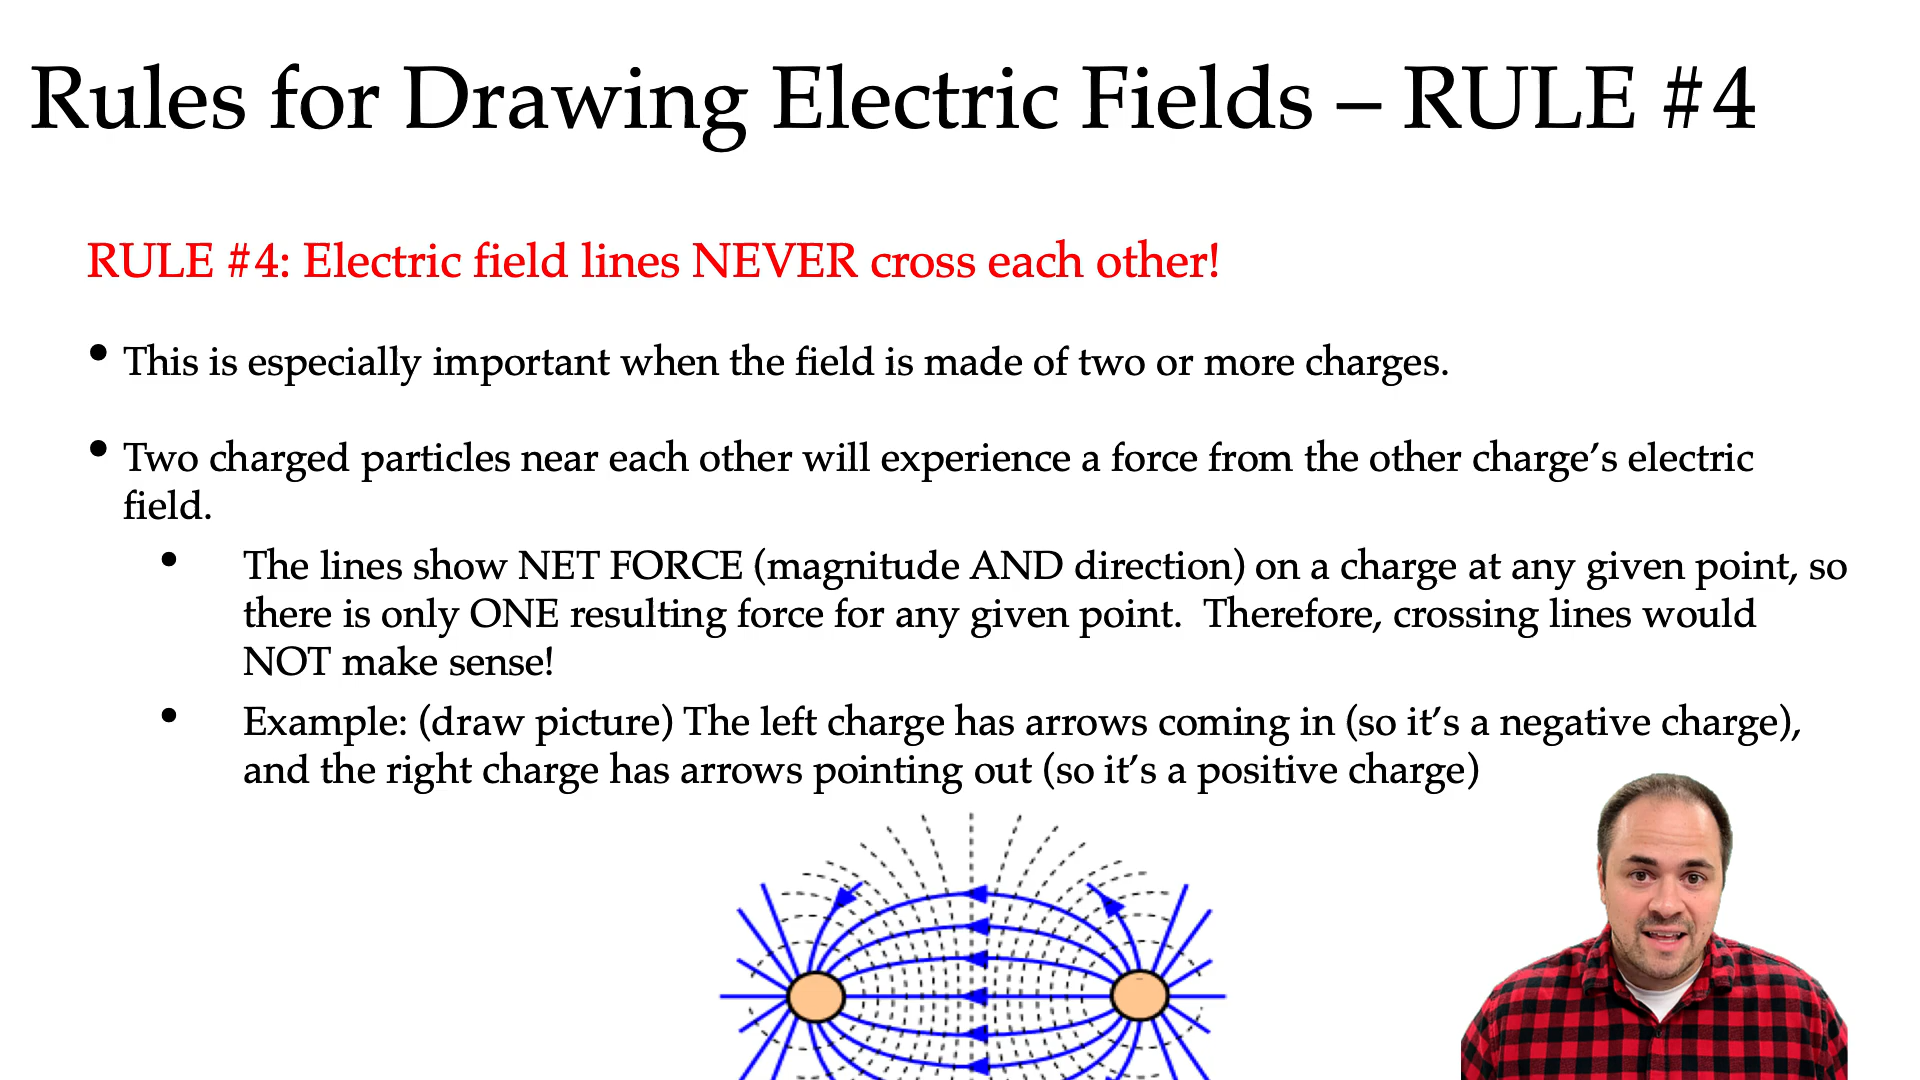 Rules for Drawing Electric Fields – RULE #4
RULE #4: Electric field lines NEVER cross each other!
• This is especially important when the field is made of two or more charges.
• Two charged particles near each other will experience a force from the other charge’s electric
field.
• The lines show NET FORCE (magnitude AND direction) on a charge at any given point, so
there is only ONE resulting force for any given point.  Therefore, crossing lines would
NOT make sense!
• Example: (draw picture) The left charge has arrows coming in (so it’s a negative charge),
and the right charge has arrows pointing out (so it’s a positive charge)